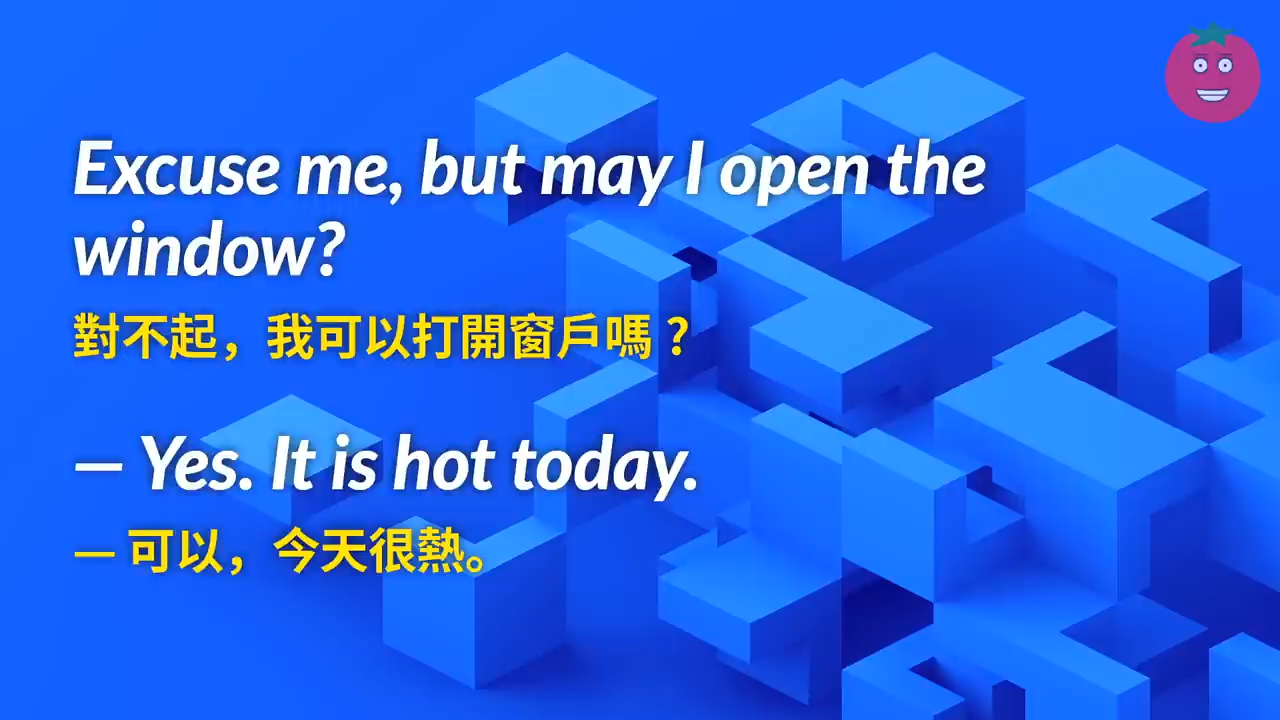 Excuse me, but may I open the
window?
對不起，我可以打開窗戶嗎？
— Yes. It is hot today.
— 可以，今天很熱。